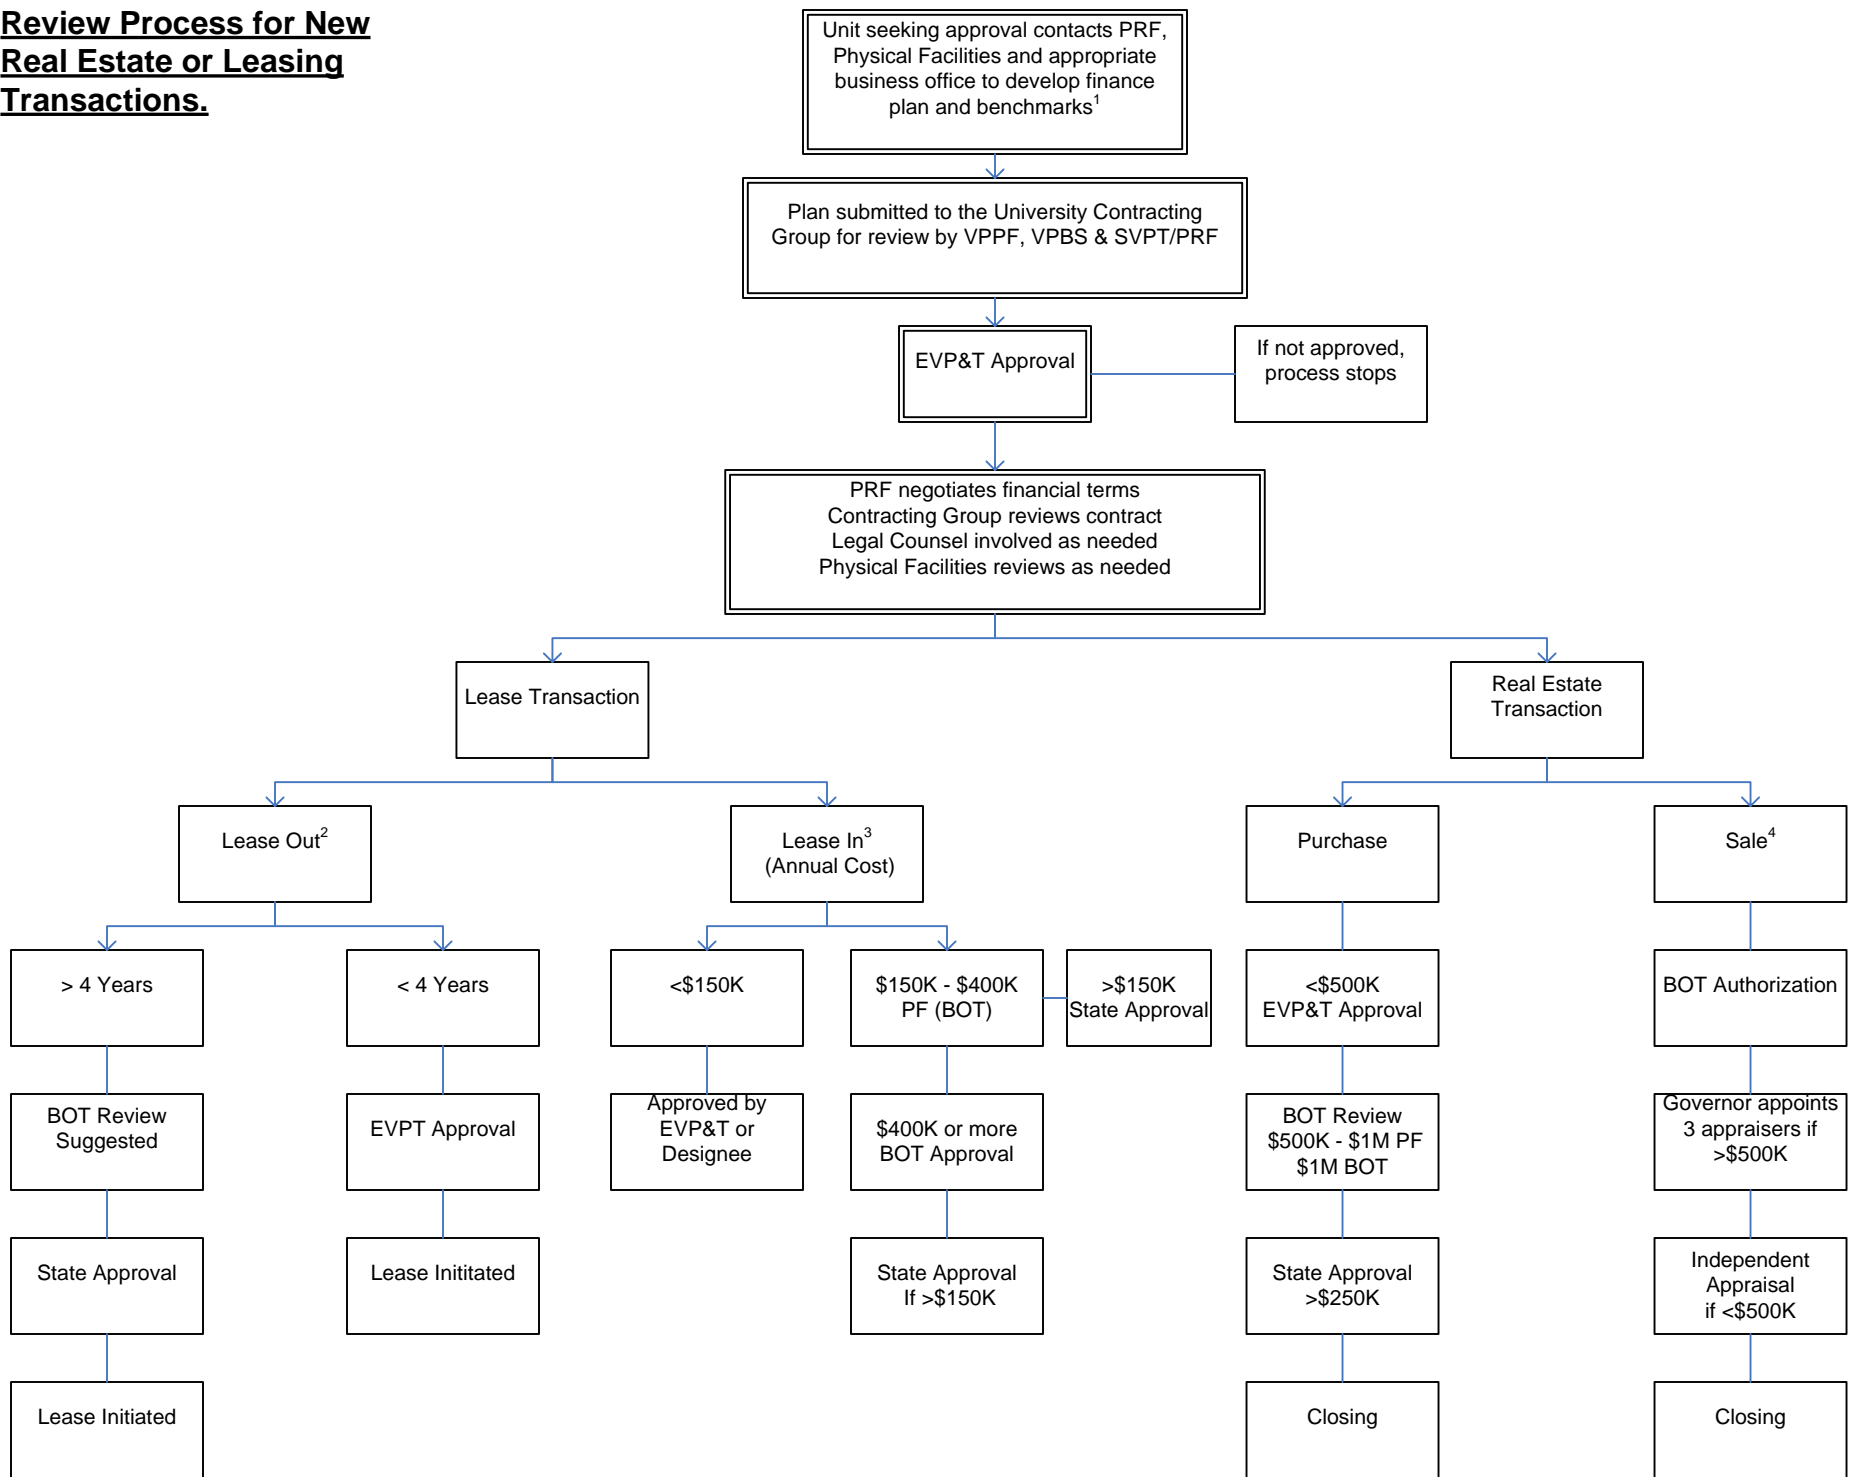 Review Process for New
Real Estate or Leasing
Transactions.
Unit seeking approval contacts PRF,
Physical Facilities and appropriate
business office to develop finance
plan and benchmarks1
Plan submitted to the University Contracting
Group for review by VPPF, VPBS & SVPT/PRF
EVP&T Approval
If not approved,
process stops
PRF negotiates financial terms
Contracting Group reviews contract
Legal Counsel involved as needed
Physical Facilities reviews as needed
Lease Transaction
Real Estate
Transaction
Lease Out2
Lease In3
(Annual Cost)
Purchase
Sale4
> 4 Years
< 4 Years
<$150K
$150K - $400K
PF (BOT)
>$150K
State Approval
<$500K
EVP&T Approval
BOT Authorization
BOT Review
Suggested
EVPT Approval
Approved by
EVP&T or
Designee
$400K or more
BOT Approval
BOT Review
$500K - $1M PF
$1M BOT
Governor appoints
3 appraisers if
>$500K
State Approval
Lease Inititated
State Approval
If >$150K
State Approval
>$250K
Independent
Appraisal
if <$500K
Lease Initiated
Closing
Closing